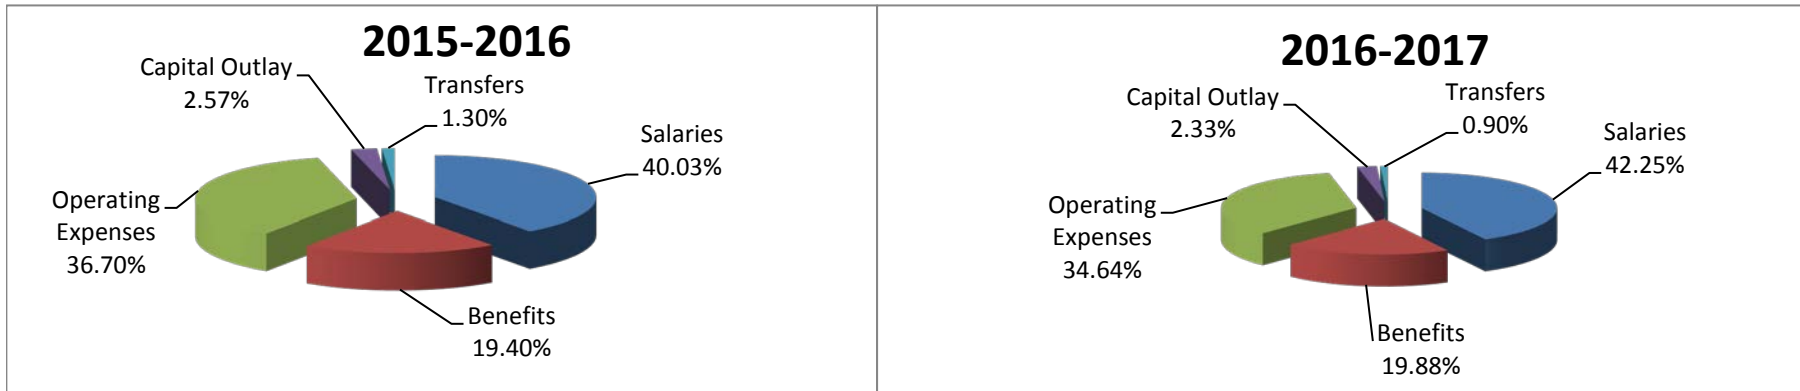 2015-2016
Capital Outlay
2.57%
Transfers
1.30%
Salaries
40.03%
Operating
Expenses
36.70%
Benefits
19.40%
2016-2017
Capital Outlay
2.33%
Transfers
0.90%
Salaries
42.25%
Operating
Expenses
34.64%
Benefits
19.88%